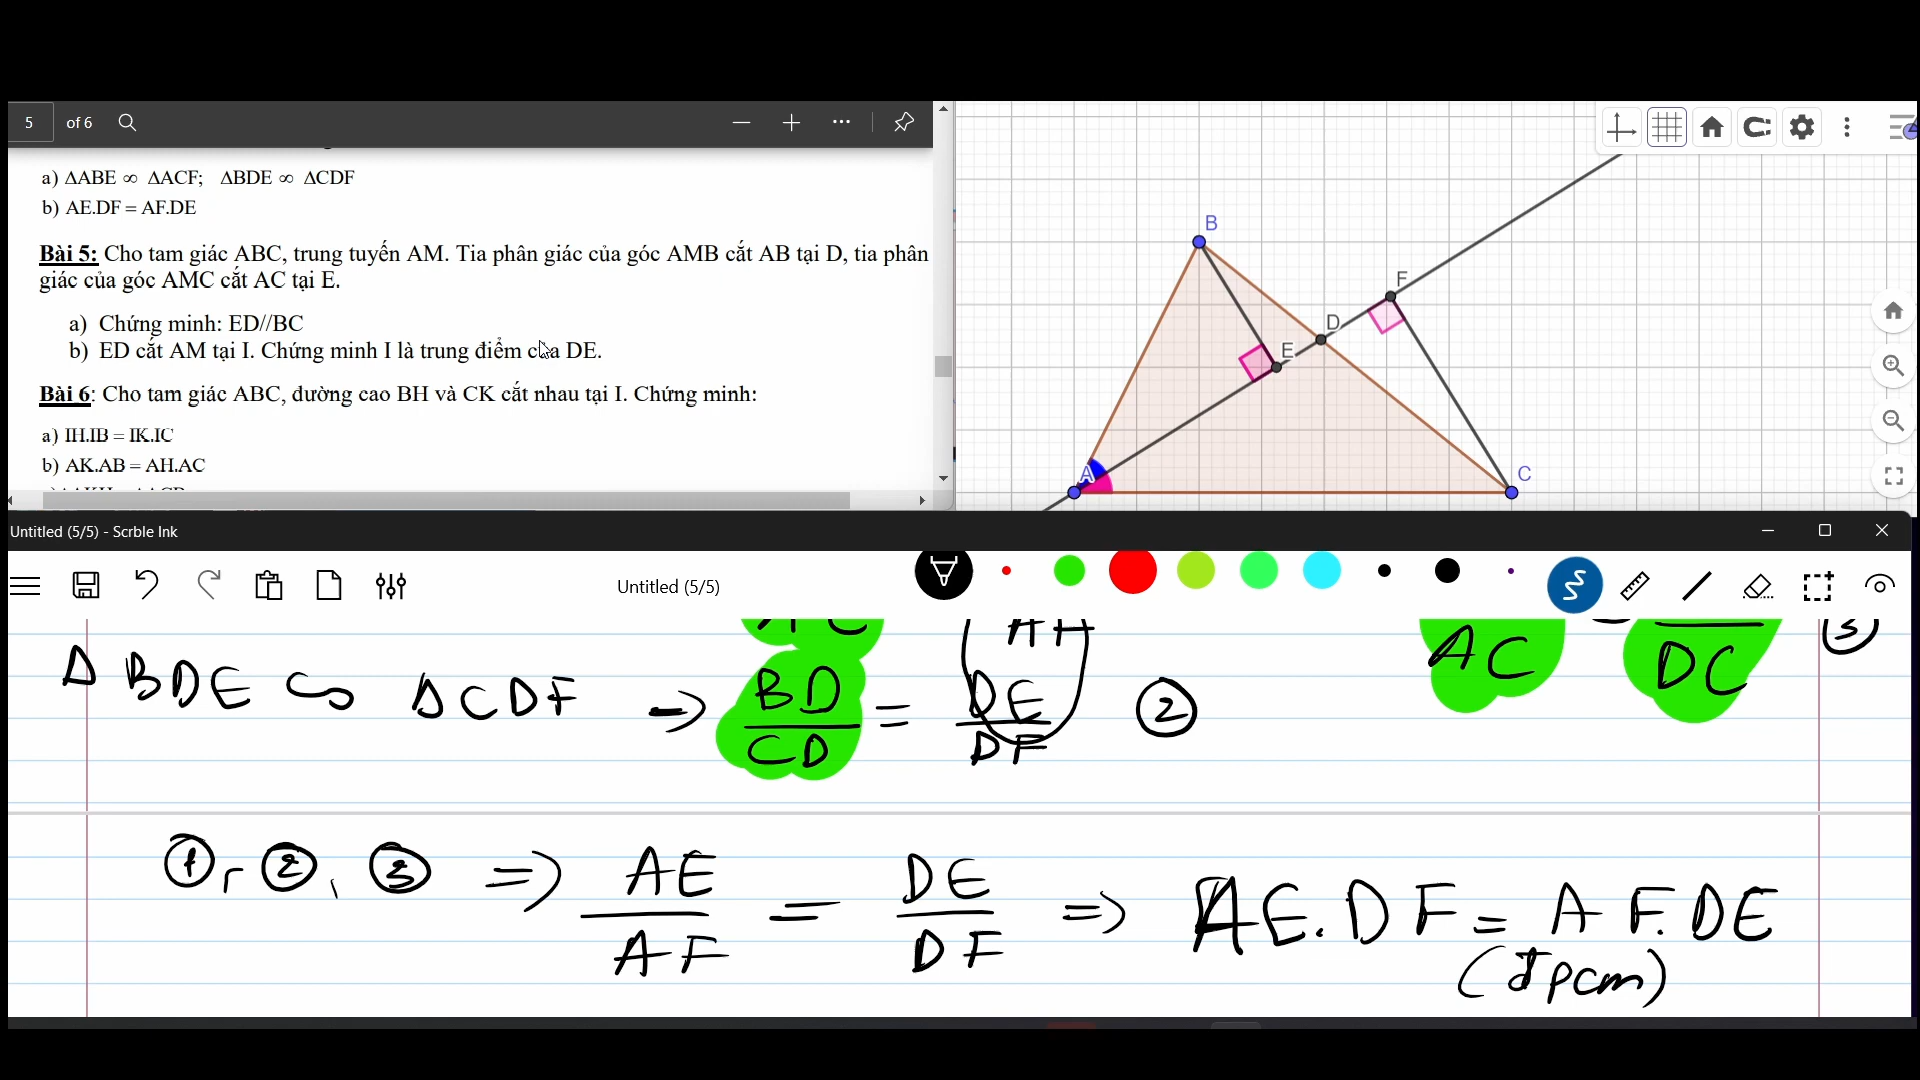 5 of 6
a) ΔABE ∞ ΔACF; ΔBDE ∞ ΔCDF
b) AE.DF = AF.DE
Bài 5: Cho tam giác ABC, trung tuyến AM. Tia phân giác của góc AMB cắt AB tại D, tia phân
giác của góc AMC cắt AC tại E.
a) Chứng minh: ED//BC
b) ED cắt AM tại I. Chứng minh I là trung điểm của DE.
Bài 6: Cho tam giác ABC, đường cao BH và CK cắt nhau tại I. Chứng minh:
a) IH.IB = IK.IC
b) AK.AB = AH.AC
B
F
D
E
A
C
Untitled (5/5) - Scrble Ink
Untitled (5/5)
AC DC (3)
Δ BDE ∽ Δ CDF → BD/CD = DE/DF (2)
(1), (2), (3) => AE/AF = DE/DF => AE.DF = AF.DE
(đpcm)